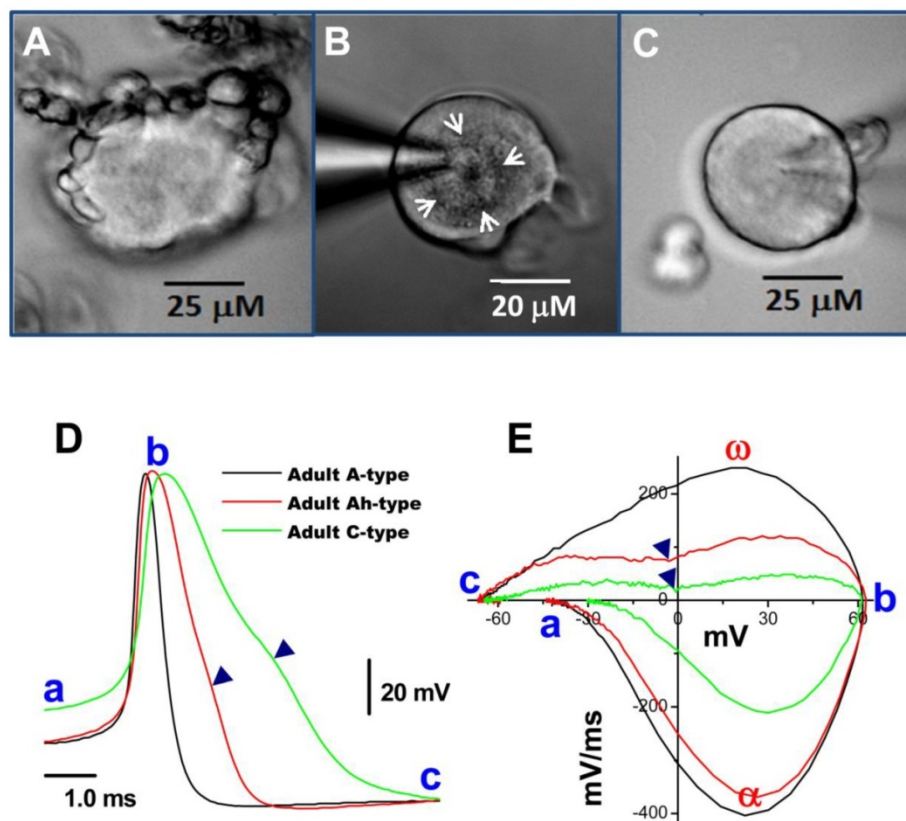 A
B
C
25 μM
20 μM
25 μM
D
b
a
c
Adult A-type
Adult Ah-type
Adult C-type
20 mV
1.0 ms
E
ω
200
c
0
b
-60
-30
0
30
60
a
mV
-200
mV/ms
α
-400